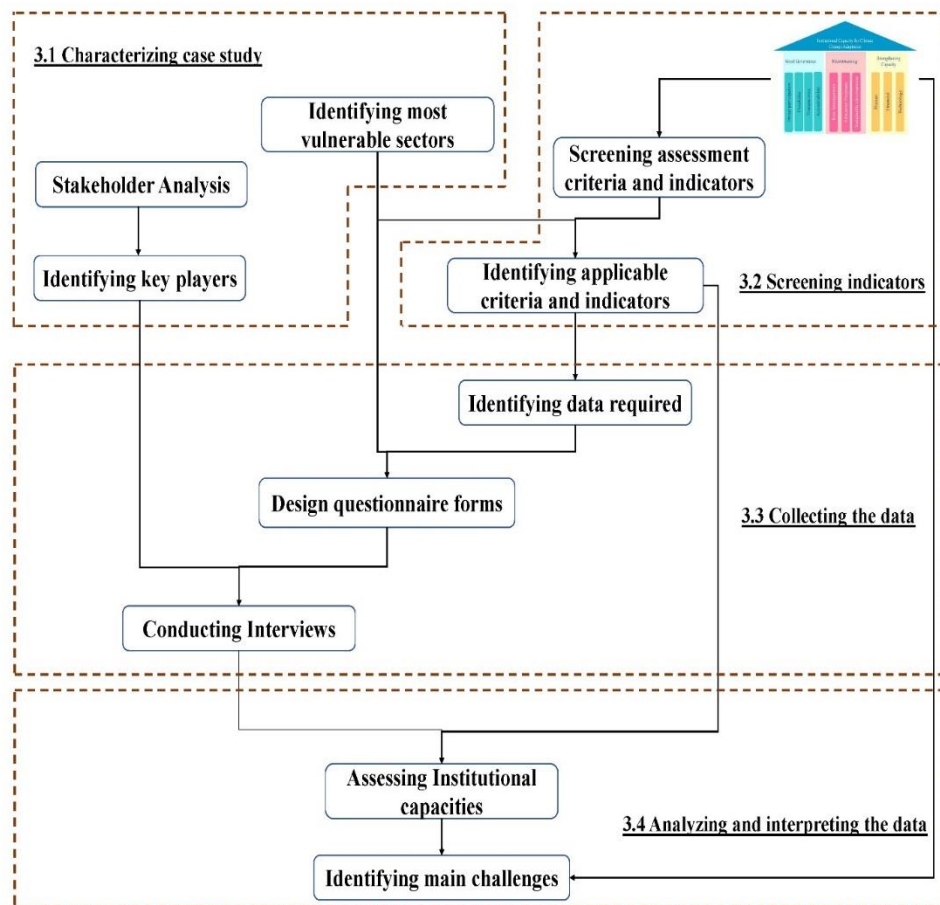 3.1 Characterizing case study
Identifying most
vulnerable sectors
Stakeholder Analysis
Identifying key players
Screening assessment
criteria and indicators
Identifying applicable
criteria and indicators
3.2 Screening indicators
Identifying data required
Design questionnaire forms
3.3 Collecting the data
Conducting Interviews
Assessing Institutional
capacities
3.4 Analyzing and interpreting the data
Identifying main challenges